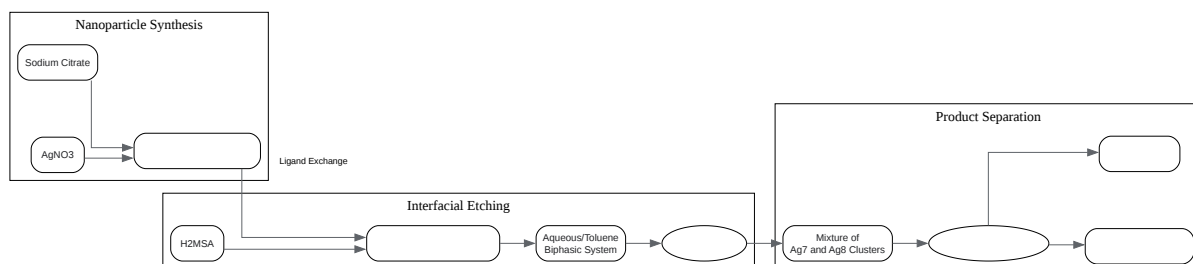 Nanoparticle Synthesis
Sodium Citrate
AgNO3
Ligand Exchange
Interfacial Etching
H2MSA
Aqueous/Toluene
Biphasic System
Product Separation
Mixture of
Ag7 and Ag8 Clusters